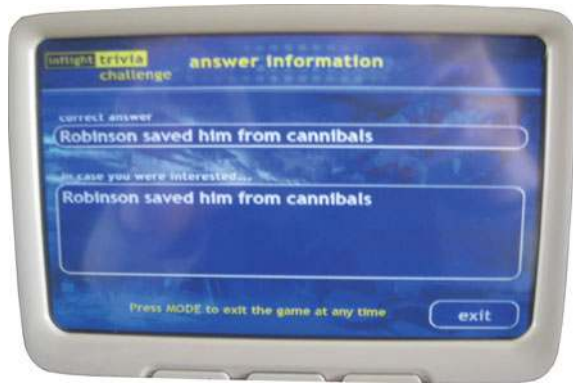 inflight trivia
challenge
answer information
correct answer
Robinson saved him from cannibals
in case you were interested...
Robinson saved him from cannibals
Press MODE to exit the game at any time
exit